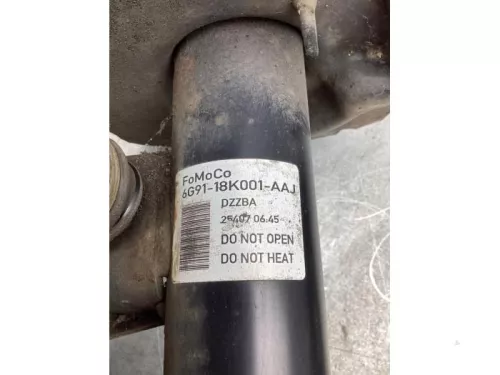 FoMoCo
6G91-18K001-AAJ
DZZBA
25407 06:45
DO NOT OPEN
DO NOT HEAT